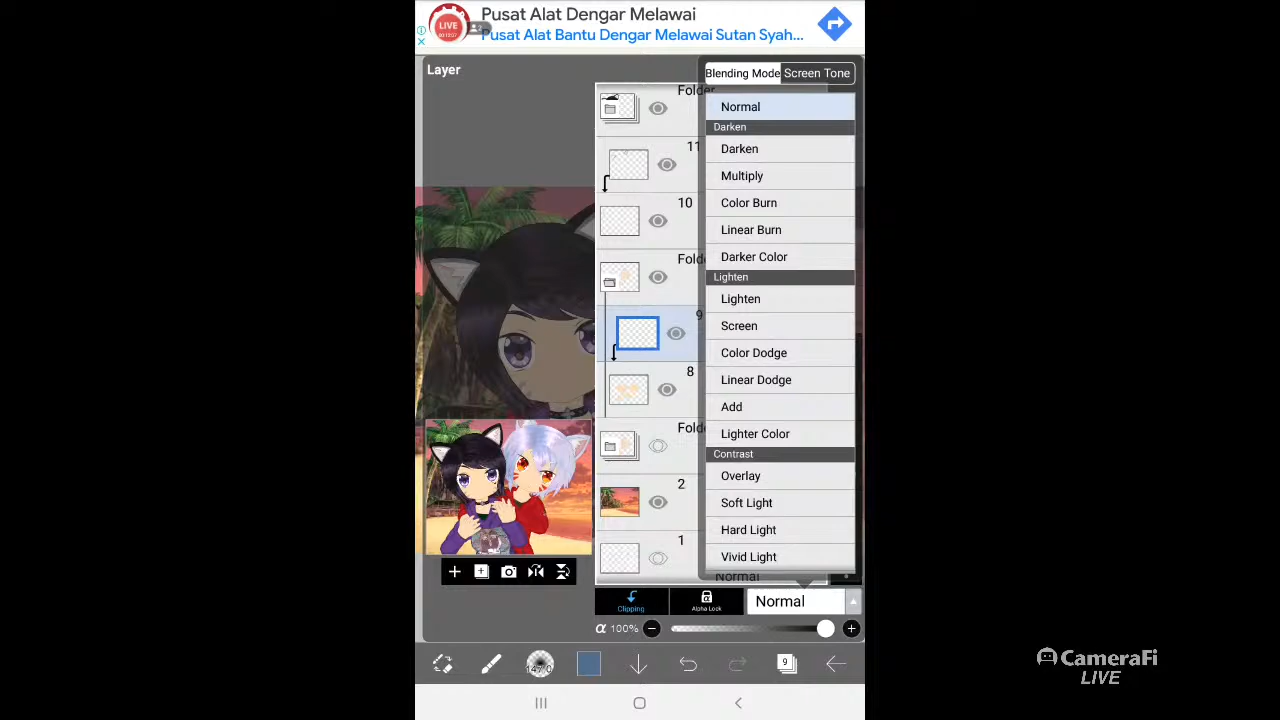 Pusat Alat Dengar Melawai
Pusat Alat Bantu Dengar Melawai Sutan Syah...
LIVE
Layer
Blending Mode
Screen Tone
Folder
11
10
Folde
9
8
Folde
2
1
Normal
Darken
Darken
Multiply
Color Burn
Linear Burn
Darker Color
Lighten
Lighten
Screen
Color Dodge
Linear Dodge
Add
Lighter Color
Contrast
Overlay
Soft Light
Hard Light
Vivid Light
Normal
Clipping
Alpha Lock
Normal
α 100%
147.0
9
CameraFi
LIVE